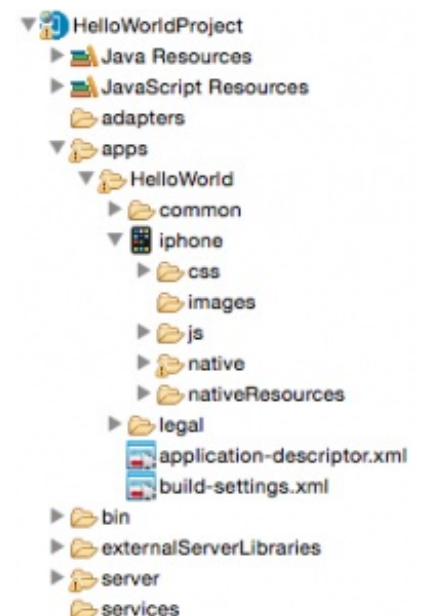 HelloWorldProject
Java Resources
JavaScript Resources
adapters
apps
HelloWorld
common
iphone
css
images
js
native
nativeResources
legal
application-descriptor.xml
build-settings.xml
bin
externalServerLibraries
server
services